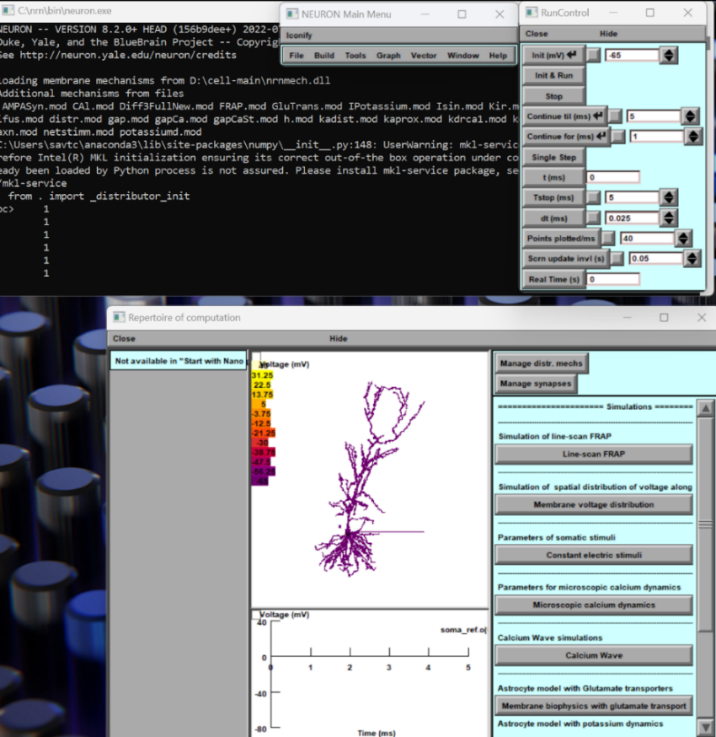 C:\nrn\bin\neuron.exe
NEURON -- VERSION 8.2.0+ HEAD (156b9dee+) 2022-0
Duke, Yale, and the BlueBrain Project -- Copyrig
See http://neuron.yale.edu/neuron/credits
loading membrane mechanisms from D:\cell-main\nrnmech.dll
Additional mechanisms from files
AMPASyn.mod CAl.mod Diff3FullNew.mod FRAP.mod GluTrans.mod IPotassium.mod Isin.mod Kir.m
ifus.mod distr.mod gap.mod gapCa.mod gapCaSt.mod h.mod kadist.mod kaprox.mod kdrcal.mod k
axn.mod netstimm.mod potassiumd.mod
C:\Users\savtc\anaconda3\lib\site-packages\numpy\__init__.py:148: UserWarning: mkl-servic
refore Intel(R) MKL initialization ensuring its correct out-of-the box operation under co
eady been loaded by Python process is not assured. Please install mkl-service package, se
/mkl-service
from . import _distributor_init
oc> 1
1
1
1
1
1
NEURON Main Menu
Iconify
File Build Tools Graph Vector Window Help
RunControl
Close Hide
Init (mV) -65
Init & Run
Stop
Continue til (ms) 5
Continue for (ms) 1
Single Step
t (ms) 0
Tstop (ms) 5
dt (ms) 0.025
Points plotted/ms 40
Scrn update invl (s) 0.05
Real Time (s) 0
Repertoire of computation
Close Hide
Not available in "Start with Nano
Voltage (mV)
31.25
22.5
13.75
5
-3.75
-12.5
-21.25
-30
-38.75
-47.5
-56.25
-65
Voltage (mV)
40
soma_ref.o(
0
0 1 2 3 4 5
-40
-80
Time (ms)
Manage distr. mechs
Manage synapses
======================= Simulations ========
Simulation of line-scan FRAP
Line-scan FRAP
Simulation of spatial distribution of voltage along
Membrane voltage distribution
Parameters of somatic stimuli
Constant electric stimuli
Parameters for microscopic calcium dynamics
Microscopic calcium dynamics
Calcium Wave simulations
Calcium Wave
Astrocyte model with Glutamate transporters
Membrane biophysics with glutamate transport
Astrocyte model with potassium dynamics